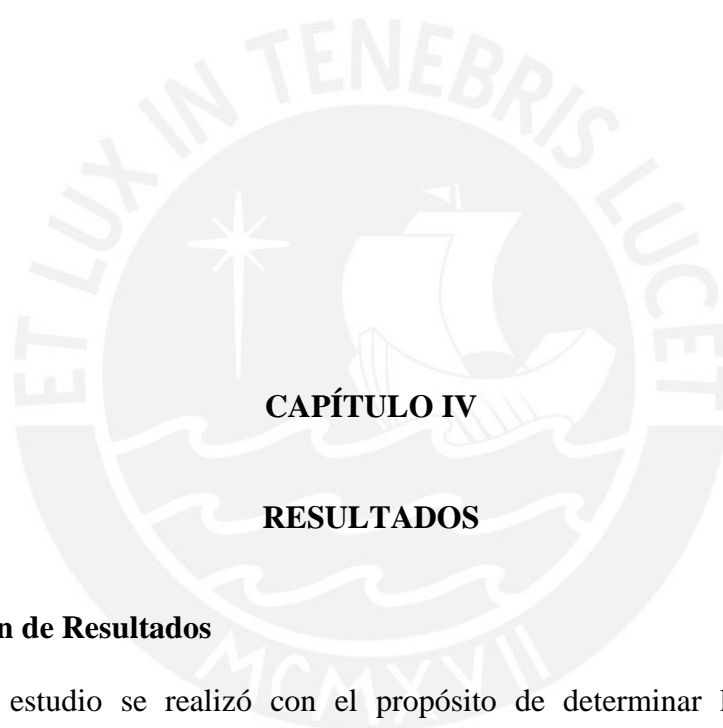 ET LUX IN TENEBRIS LUCET
CAPÍTULO IV
RESULTADOS
de Resultados
estudio se realizó con el propósito de determinar
MCMXVII